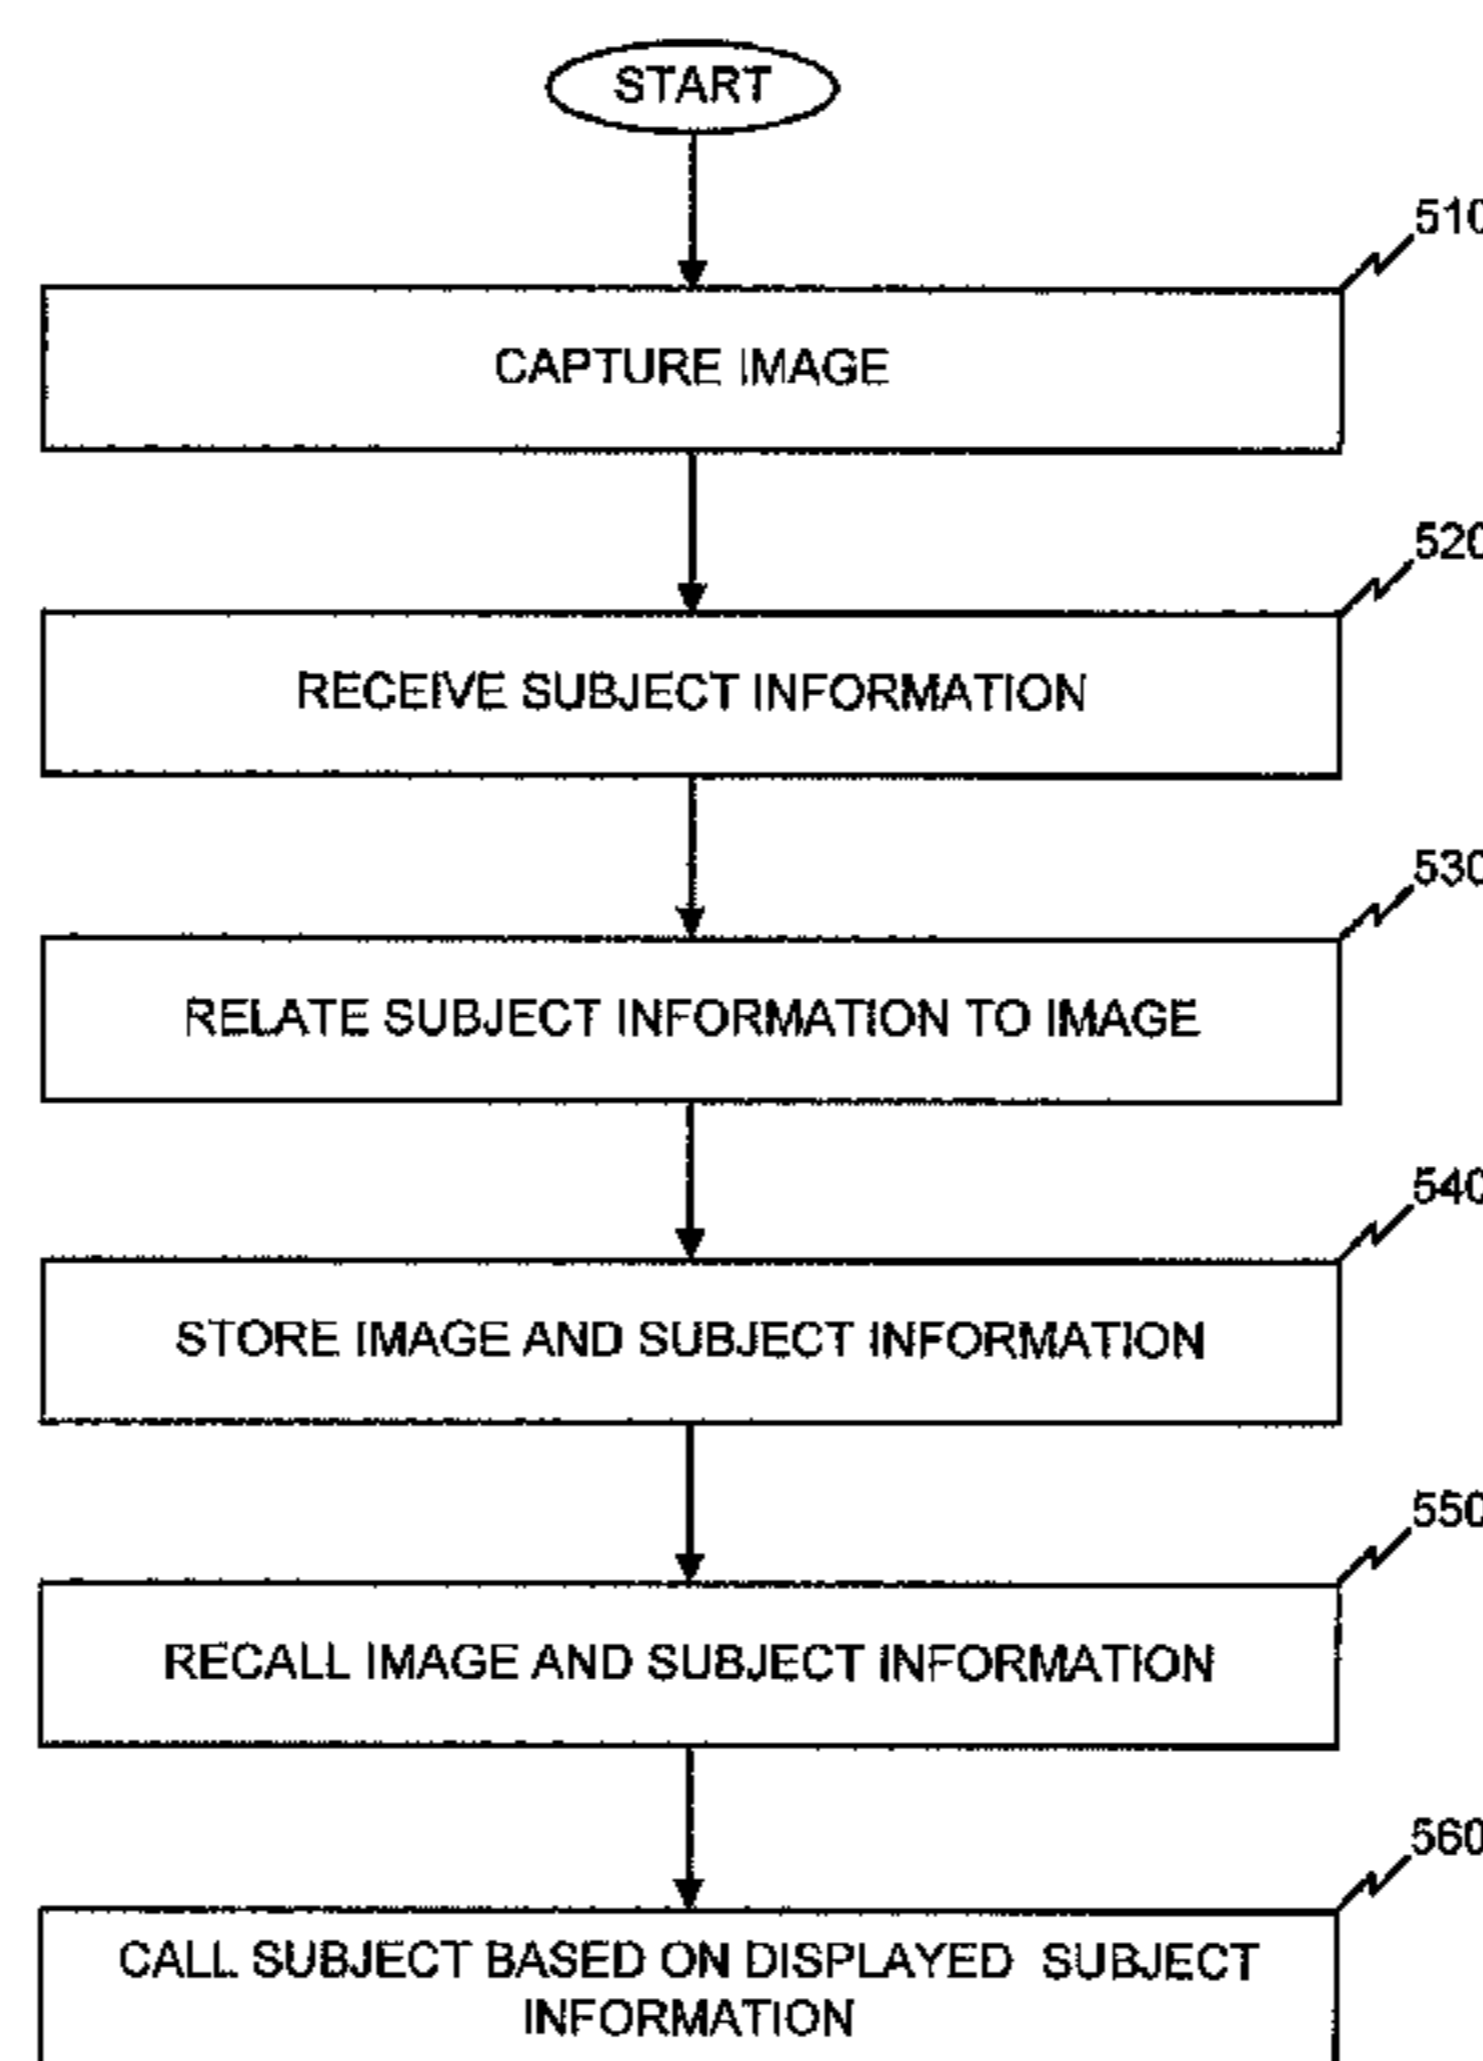 START
510
CAPTURE IMAGE
520
RECEIVE SUBJECT INFORMATION
530
RELATE SUBJECT INFORMATION TO IMAGE
540
STORE IMAGE AND SUBJECT INFORMATION
550
RECALL IMAGE AND SUBJECT INFORMATION
560
CALL SUBJECT BASED ON DISPLAYED SUBJECT
INFORMATION